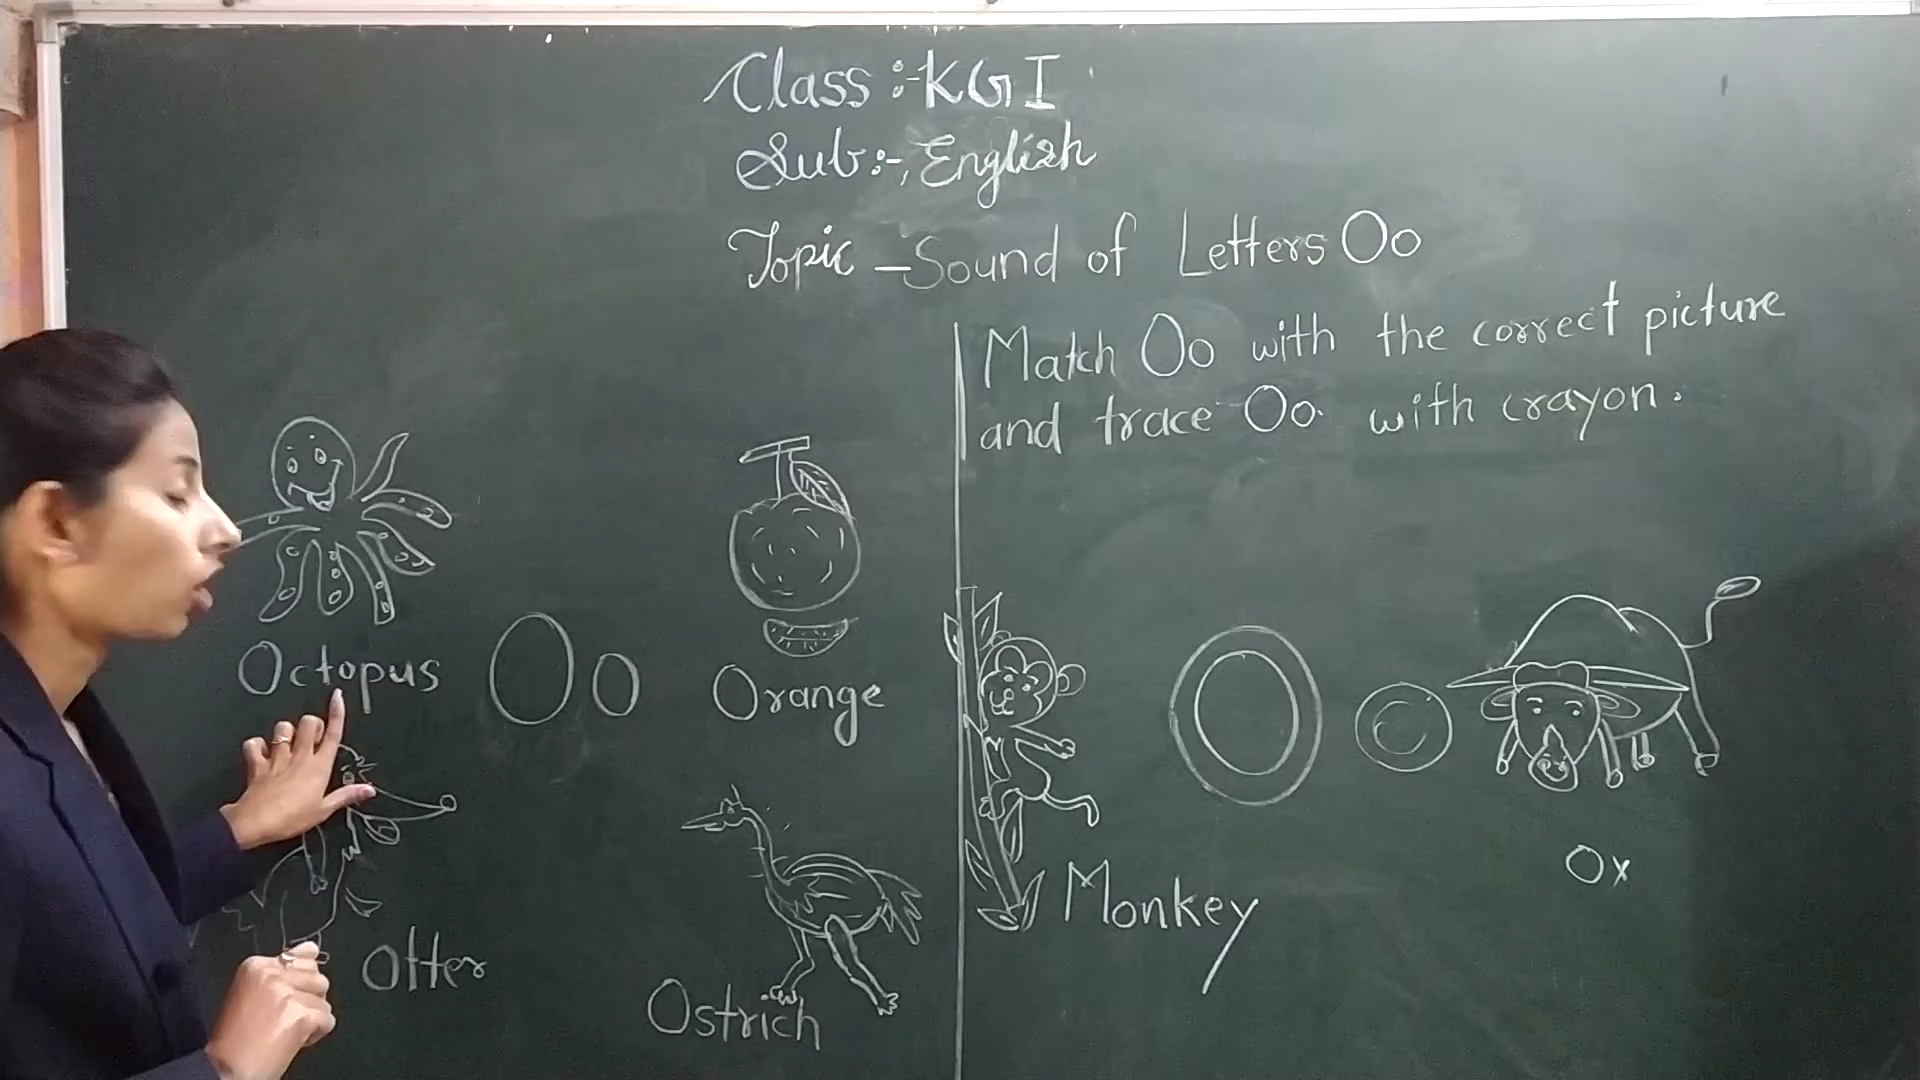 Class :- KG I
Sub :- English
Topic - Sound of Letters Oo
Match Oo with the correct picture
and trace Oo with crayon.
Octopus
Oo
Orange
Otter
Ostrich
Oo
Monkey
Ox